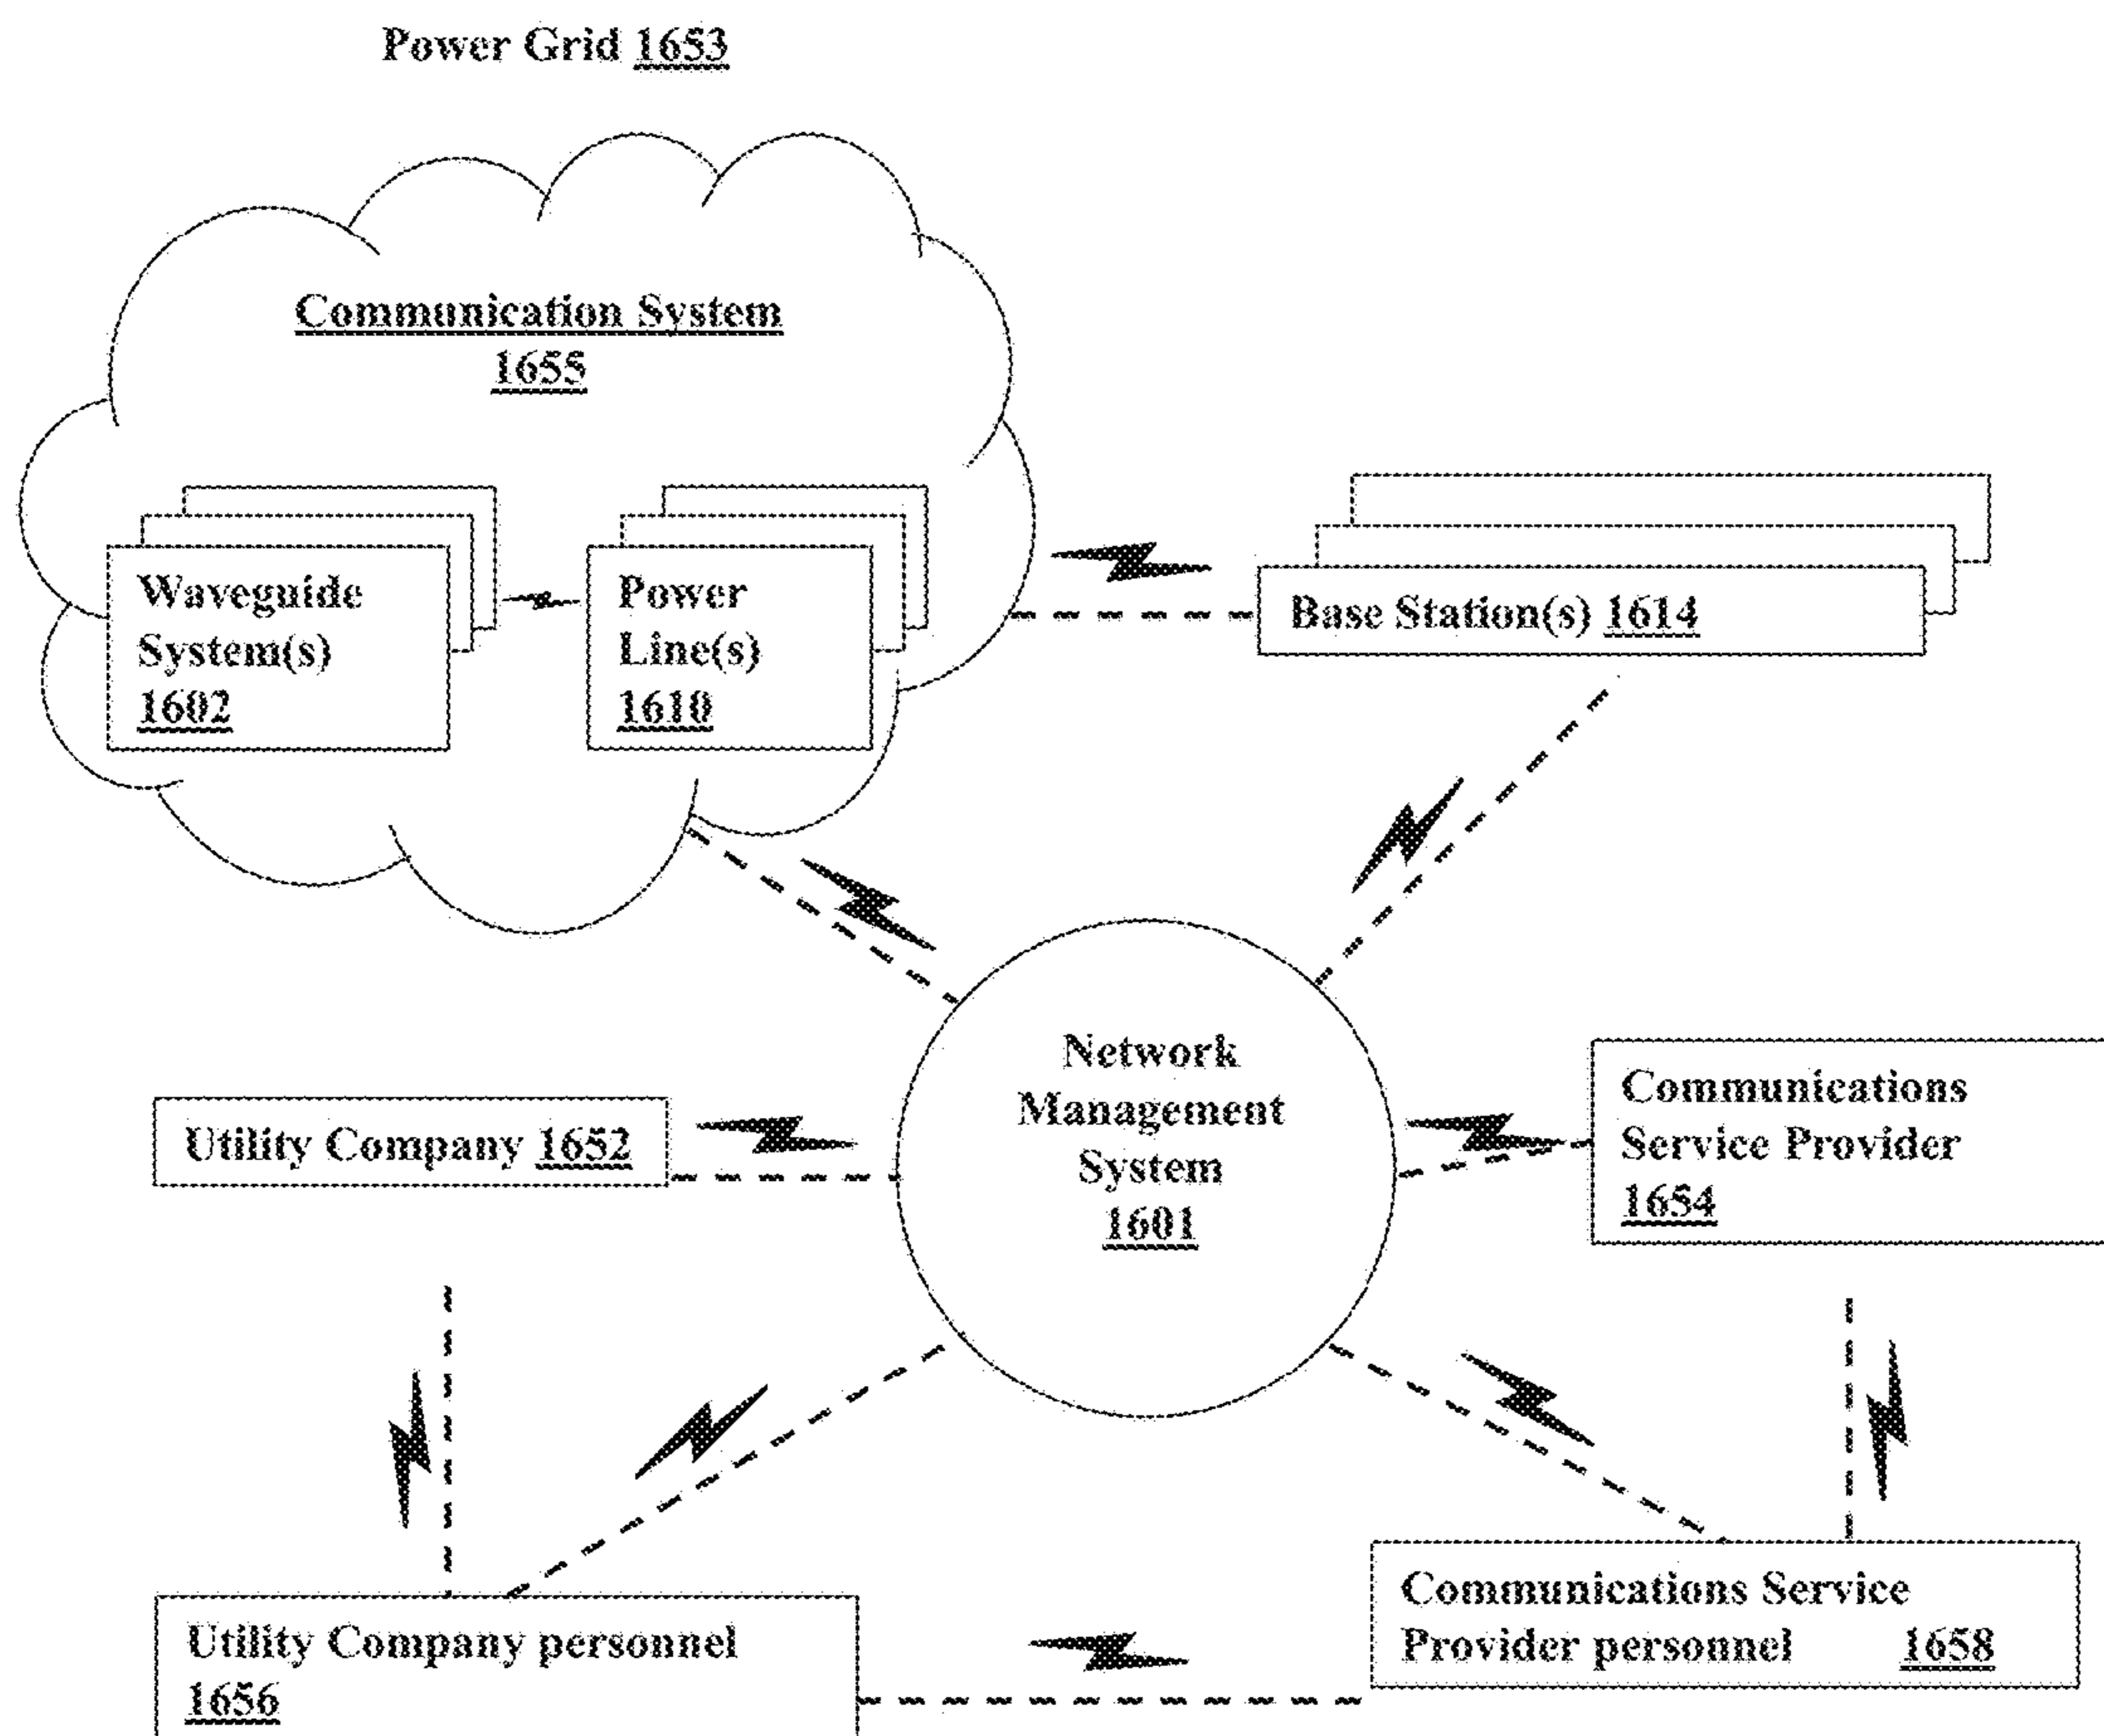 Power Grid 1653
Communication System
1655
Waveguide
System(s)
1602
Power
Line(s)
1610
Base Station(s) 1614
Network
Management
System
1601
Utility Company 1652
Communications
Service Provider
1654
Utility Company personnel
1656
Communications Service
Provider personnel 1658